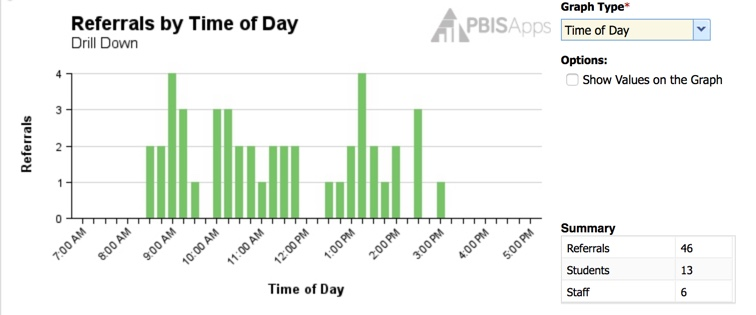 Referrals by Time of Day
Drill Down
PBISApps
Graph Type*
Time of Day
Options:
Show Values on the Graph
Referrals
4
3
2
1
0
7:00 AM
8:00 AM
9:00 AM
10:00 AM
11:00 AM
12:00 PM
1:00 PM
2:00 PM
3:00 PM
4:00 PM
5:00 PM
Time of Day
Summary
Referrals 46
Students 13
Staff 6